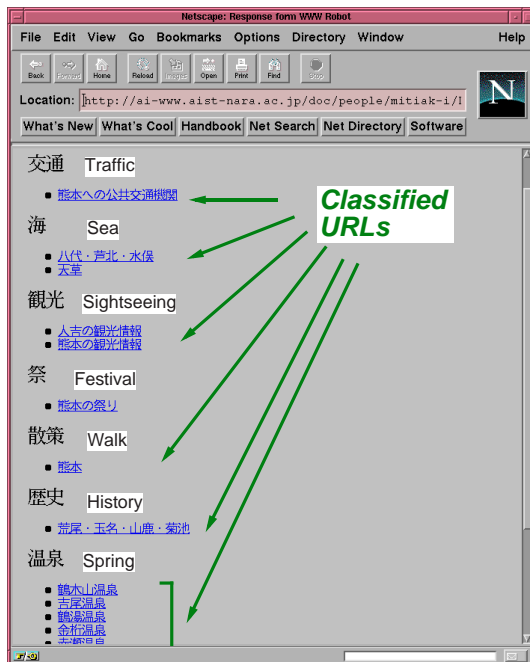 Netscape: Response form WWW Robot
File Edit View Go Bookmarks Options Directory Window Help
Back Forward Home Reload Images Open Print Find Stop
Location: http://ai-www.aist-nara.ac.jp/doc/people/mitiak-i/
What's New What's Cool Handbook Net Search Net Directory Software
N
交通 Traffic
熊本への公共交通機関
Classified
URLs
海 Sea
八代・芦北・水俣
天草
観光 Sightseeing
人吉の観光情報
熊本の観光情報
祭 Festival
熊本の祭り
散策 Walk
熊本
歴史 History
荒尾・玉名・山鹿・菊池
温泉 Spring
鶴木山温泉
吉尾温泉
鶴湯温泉
金桁温泉
赤瀬温泉